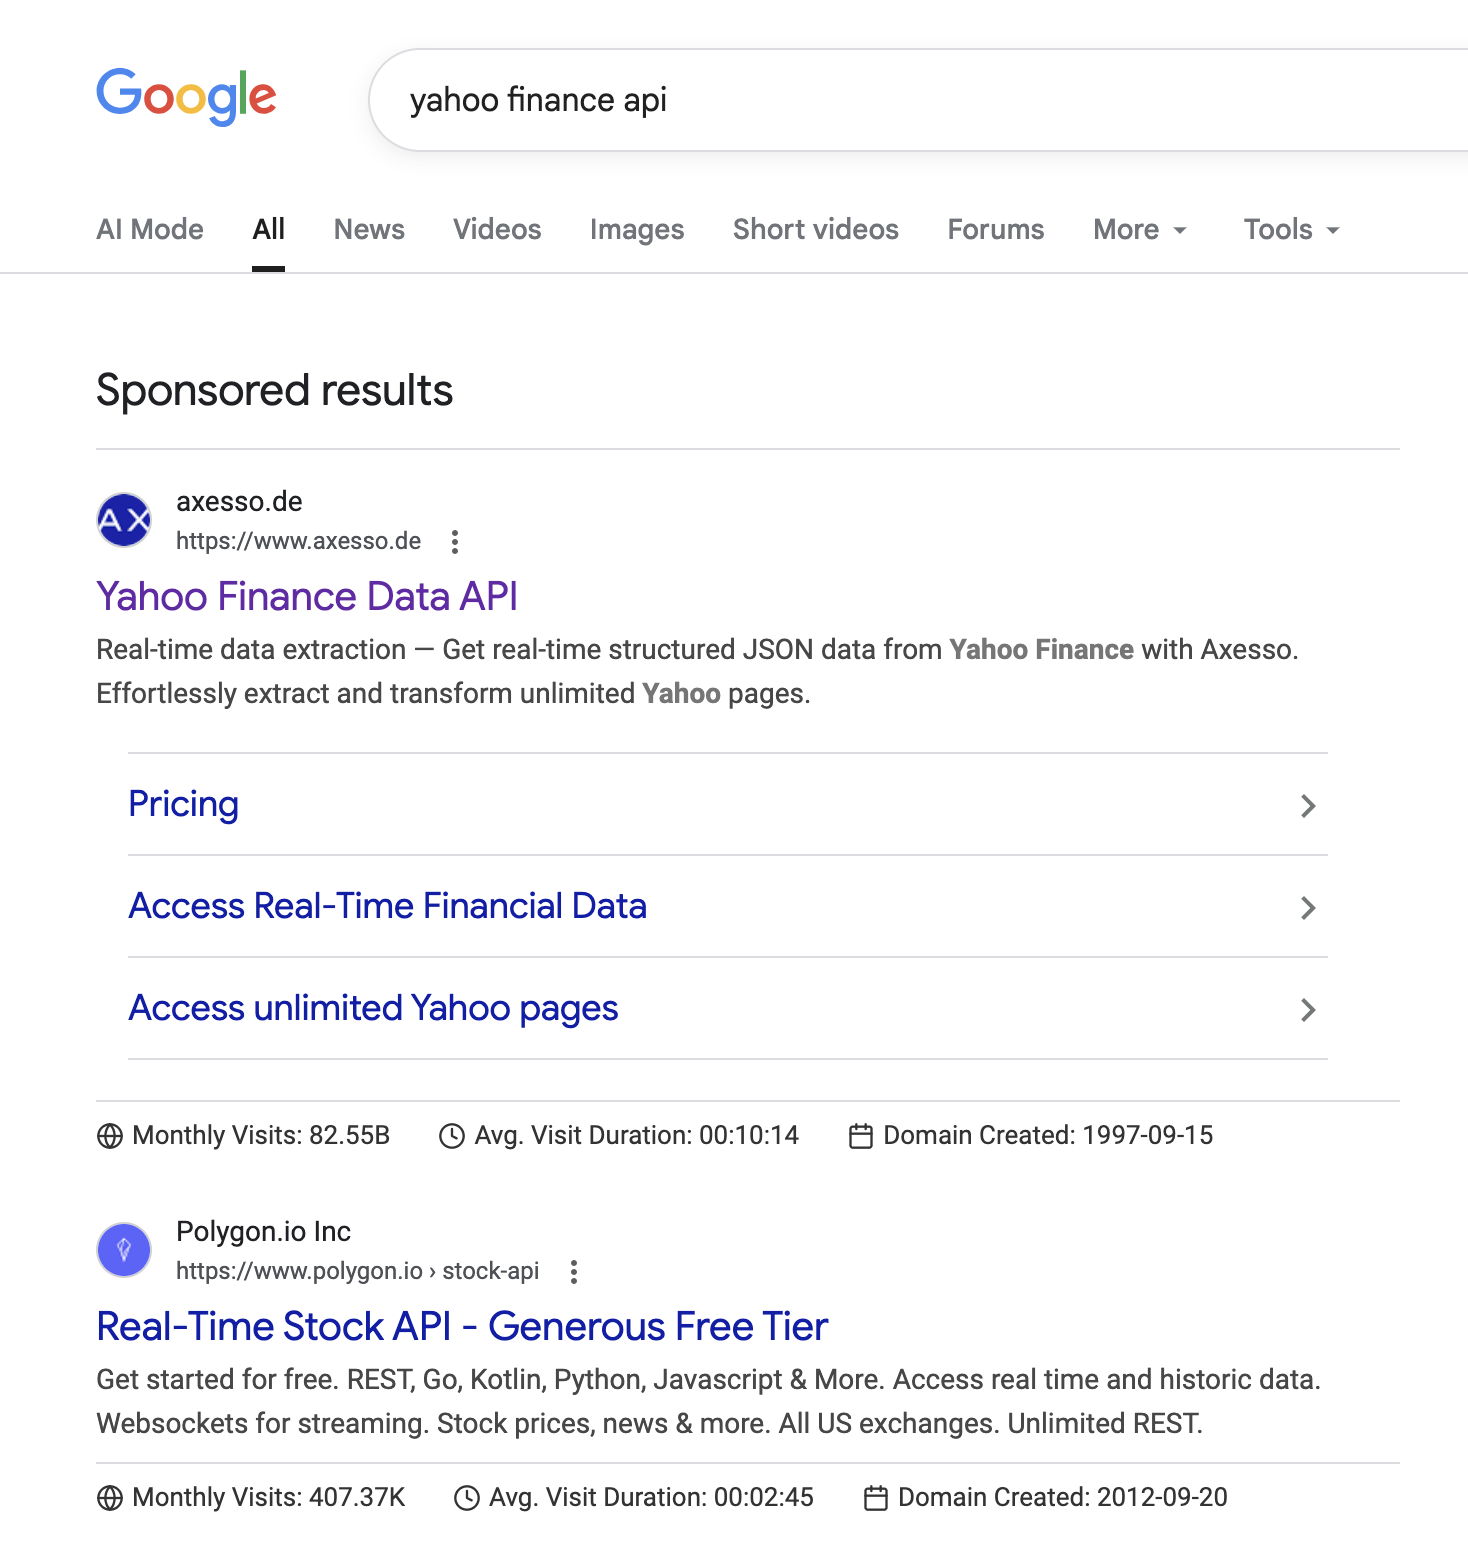 Google
yahoo finance api
AI Mode All News Videos Images Short videos Forums More Tools
Sponsored results
AX
axesso.de
https://www.axesso.de
Yahoo Finance Data API
Real-time data extraction — Get real-time structured JSON data from Yahoo Finance with Axesso.
Effortlessly extract and transform unlimited Yahoo pages.
Pricing
Access Real-Time Financial Data
Access unlimited Yahoo pages
Monthly Visits: 82.55B Avg. Visit Duration: 00:10:14 Domain Created: 1997-09-15
Polygon.io Inc
https://www.polygon.io › stock-api
Real-Time Stock API - Generous Free Tier
Get started for free. REST, Go, Kotlin, Python, Javascript & More. Access real time and historic data.
Websockets for streaming. Stock prices, news & more. All US exchanges. Unlimited REST.
Monthly Visits: 407.37K Avg. Visit Duration: 00:02:45 Domain Created: 2012-09-20